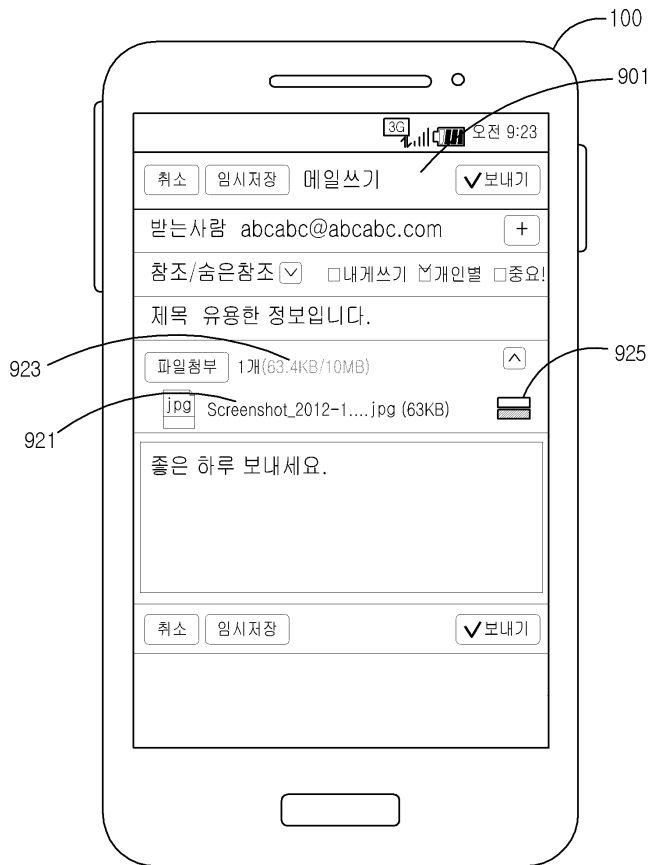 100
901
3G 오전 9:23
취소 임시저장 메일쓰기 보내기
받는사람 abcabc@abcabc.com +
참조/숨은참조 내게쓰기 개인별 중요!
제목 유용한 정보입니다.
파일첨부 1개(63.4KB/10MB)
923
925
jpg Screenshot_2012-1....jpg (63KB)
921
좋은 하루 보내세요.
취소 임시저장 보내기